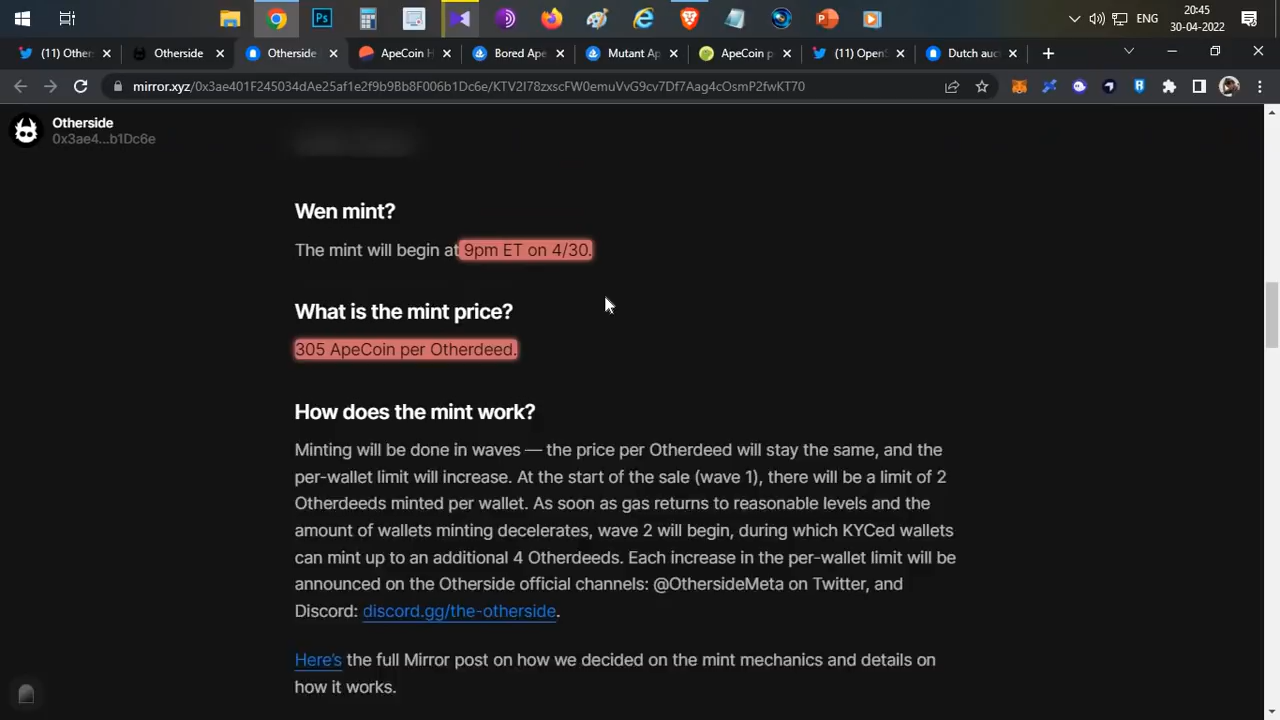 20:45
ENG
30-04-2022
(11) Other
Otherside
Otherside
ApeCoin H
Bored Ape
Mutant Ap
ApeCoin p
(11) Open
Dutch auc
mirror.xyz/0x3ae401F245034dAe25af1e2f9b9Bb8F006b1Dc6e/KTV2I78zxscFW0emuVvG9cv7Df7Aag4cOsmP2fwKT70
Otherside
0x3ae4...b1Dc6e
Wen mint?
The mint will begin at 9pm ET on 4/30.
What is the mint price?
305 ApeCoin per Otherdeed.
How does the mint work?
Minting will be done in waves — the price per Otherdeed will stay the same, and the
per-wallet limit will increase. At the start of the sale (wave 1), there will be a limit of 2
Otherdeeds minted per wallet. As soon as gas returns to reasonable levels and the
amount of wallets minting decelerates, wave 2 will begin, during which KYCed wallets
can mint up to an additional 4 Otherdeeds. Each increase in the per-wallet limit will be
announced on the Otherside official channels: @OthersideMeta on Twitter, and
Discord: discord.gg/the-otherside.
Here's the full Mirror post on how we decided on the mint mechanics and details on
how it works.